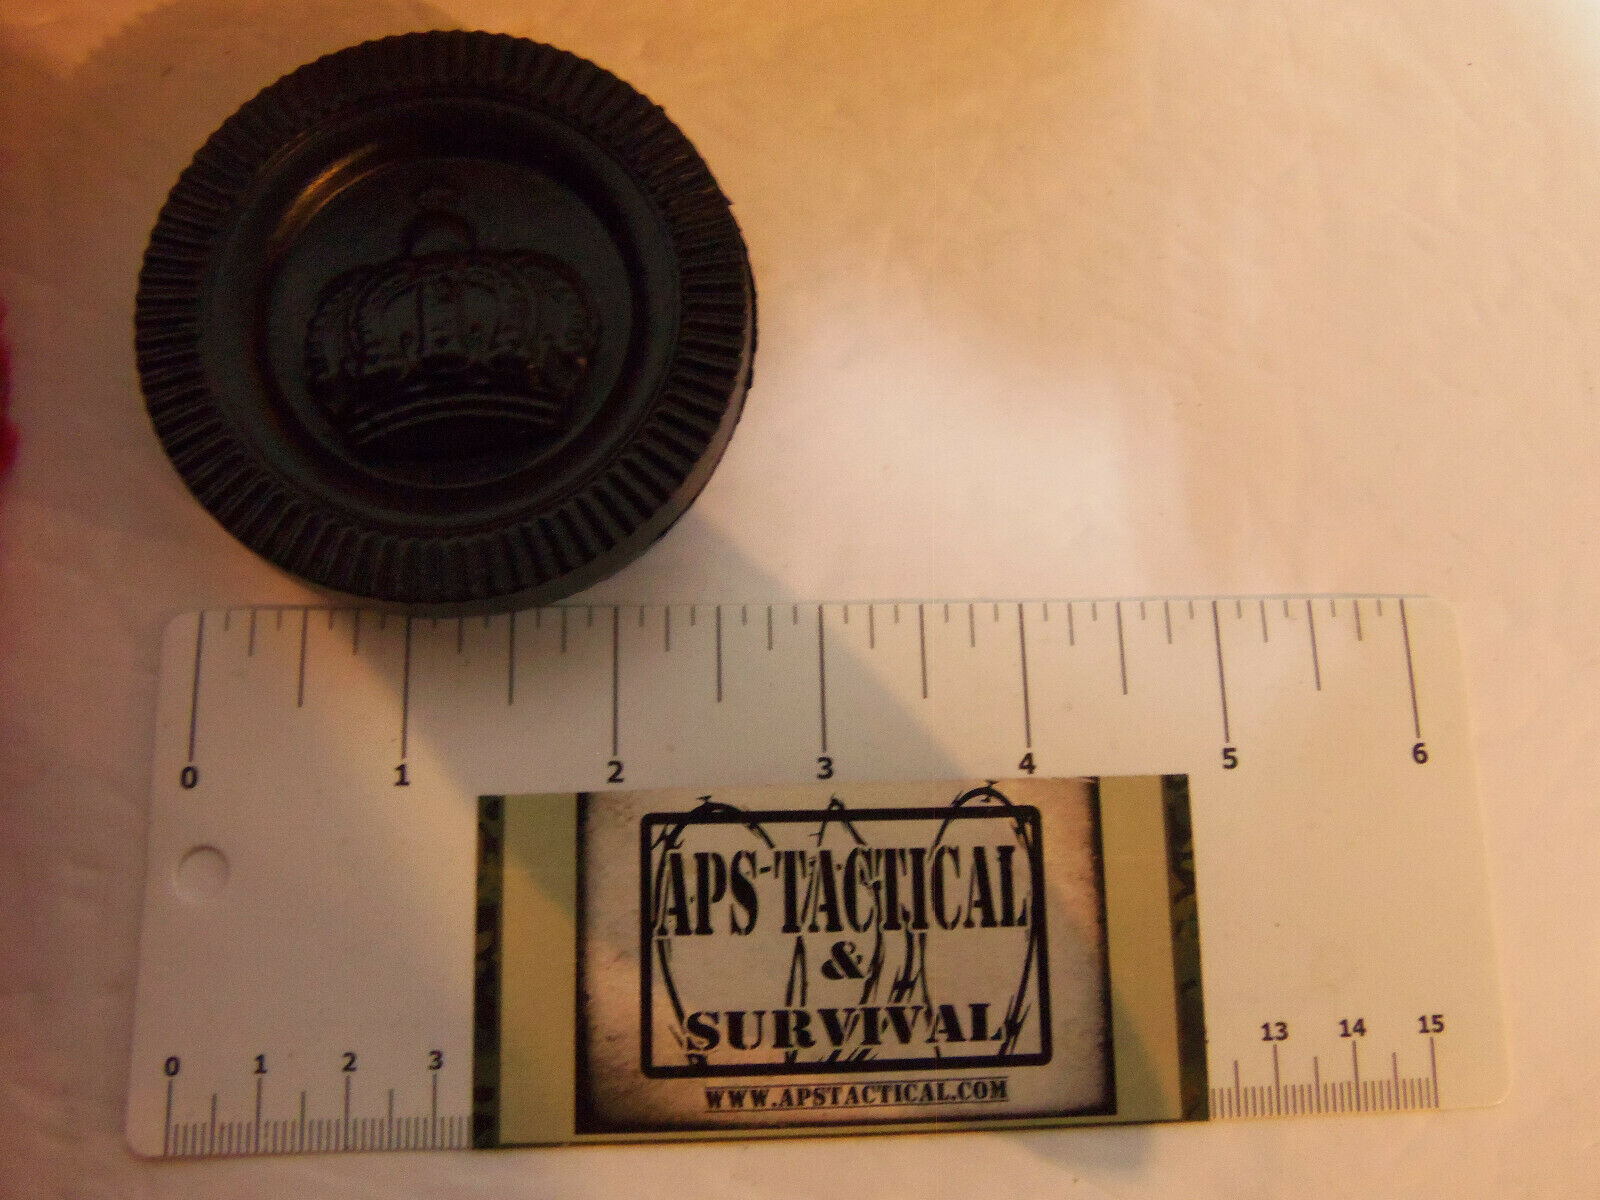 0 1 2 3 4 5 6
APS TACTICAL
&
SURVIVAL
WWW.APSTACTICAL.COM
0 1 2 3 13 14 15